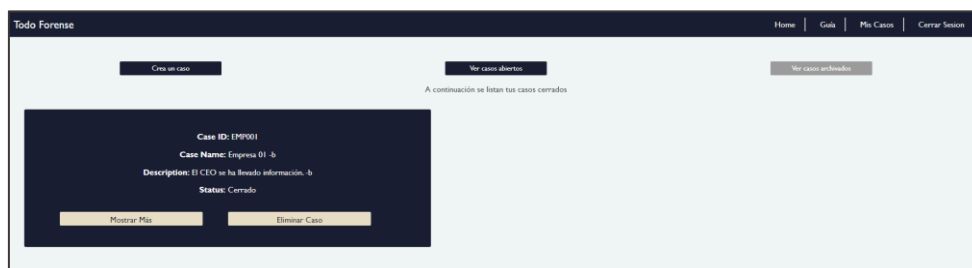 Todo Forense
Home
Guía
Mis Casos
Cerrar Sesion
Crea un caso
Ver casos abiertos
Ver casos archivados
A continuación se listan tus casos cerrados
Case ID: EMP001
Case Name: Empresa 01 -b
Description: El CEO se ha llevado información. -b
Status: Cerrado
Mostrar Más
Eliminar Caso